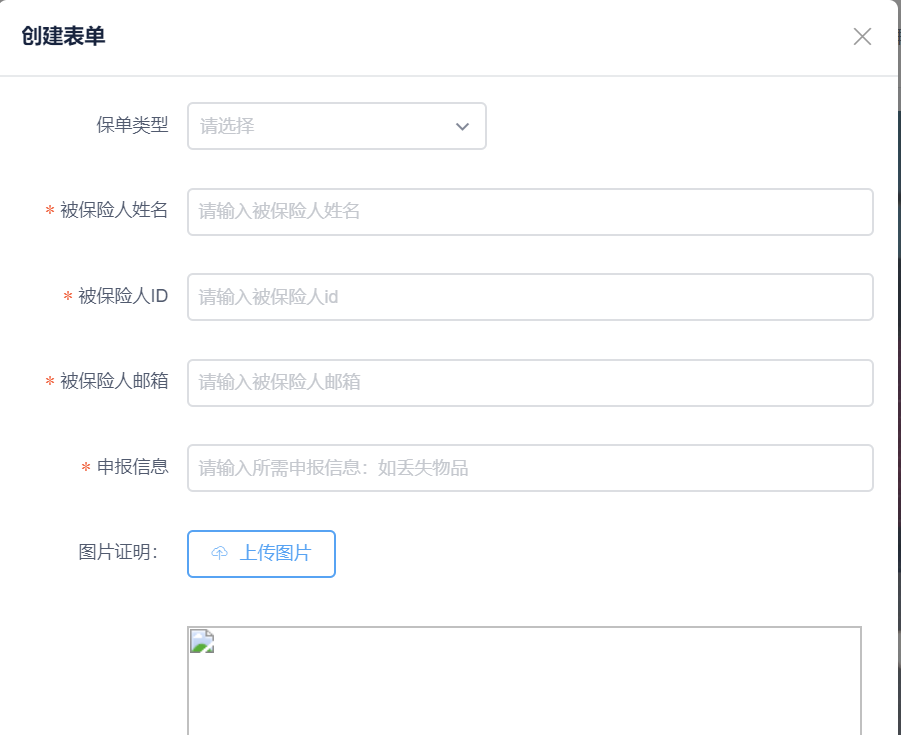 创建表单
保单类型 请选择
* 被保险人姓名 请输入被保险人姓名
* 被保险人ID 请输入被保险人id
* 被保险人邮箱 请输入被保险人邮箱
* 申报信息 请输入所需申报信息：如丢失物品
图片证明： 上传图片